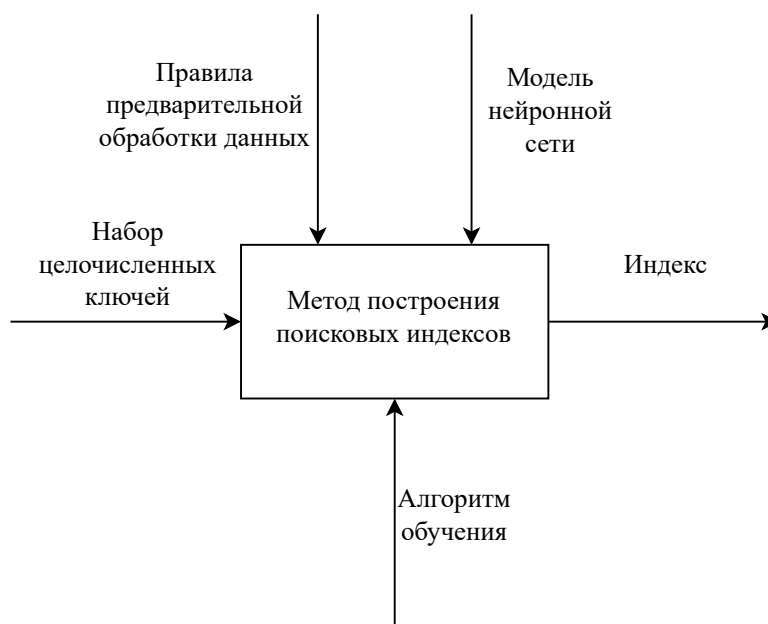 Правила
предварительной
обработки данных
Модель
нейронной
сети
Набор
целочисленных
ключей
Метод построения
поисковых индексов
Индекс
Алгоритм
обучения